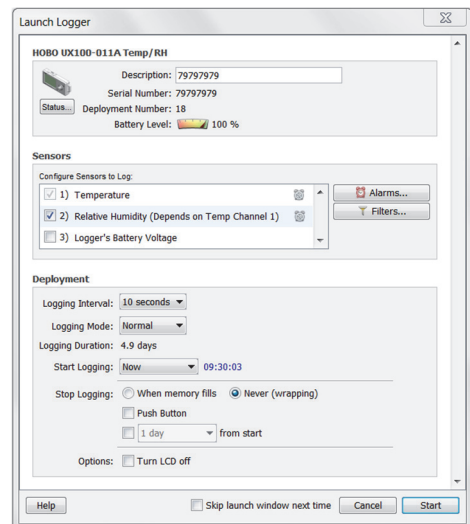 Launch Logger
HOBO UX100-011A Temp/RH
Description: 79797979
Serial Number: 79797979
Status... Deployment Number: 18
Battery Level: 100 %
Sensors
Configure Sensors to Log:
1) Temperature
Alarms...
2) Relative Humidity (Depends on Temp Channel 1)
Filters...
3) Logger's Battery Voltage
Deployment
Logging Interval: 10 seconds
Logging Mode: Normal
Logging Duration: 4.9 days
Start Logging: Now 09:30:03
Stop Logging: When memory fills Never (wrapping)
Push Button
1 day from start
Options: Turn LCD off
Help Skip launch window next time Cancel Start